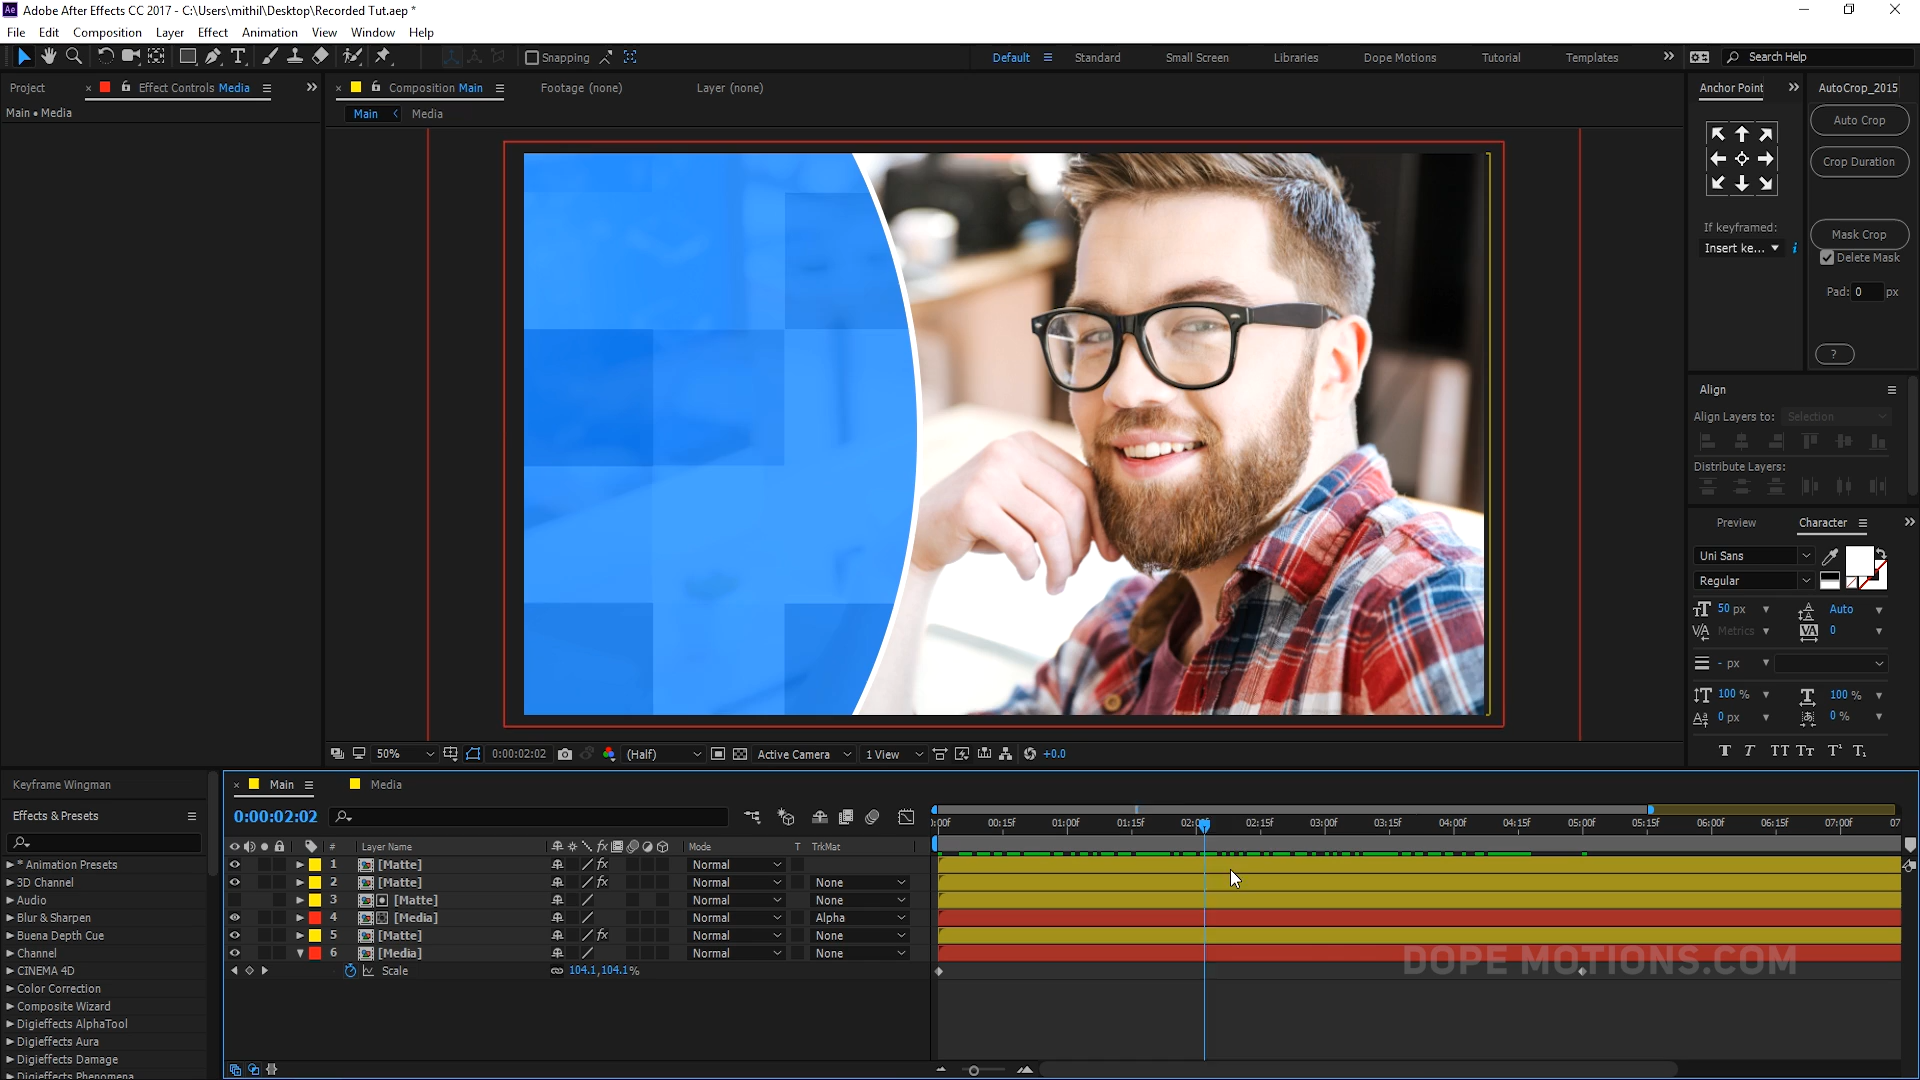 Adobe After Effects CC 2017 - C:\Users\mithil\Desktop\Recorded Tut.aep *
File Edit Composition Layer Effect Animation View Window Help
Snapping Default Standard Small Screen Libraries Dope Motions Tutorial Templates Search Help
Project Effect Controls Media Composition Main Footage (none) Layer (none) Anchor Point AutoCrop_2015
Main • Media
Main Media
Auto Crop
Crop Duration
If keyframed:
Insert ke...
Mask Crop
Delete Mask
Pad: 0 px
?
Align
Align Layers to: Selection
Distribute Layers:
Preview Character
Uni Sans
Regular
50 px Auto
Metrics 0
- px
100 % 100 %
0 px 0 %
50% 0:00:02:02 (Half) Active Camera 1 View +0.0
Keyframe Wingman
Main Media
Effects & Presets
0:00:02:02
):00f 00:15f 01:00f 01:15f 02:0 02:15f 03:00f 03:15f 04:00f 04:15f 05:00f 05:15f 06:00f 06:15f 07:00f 07
# Layer Name Mode T TrkMat
* Animation Presets
3D Channel
Audio
Blur & Sharpen
Buena Depth Cue
Channel
CINEMA 4D
Color Correction
Composite Wizard
Digieffects AlphaTool
Digieffects Aura
Digieffects Damage
Digieffects Phenomena
1 [Matte] Normal
2 [Matte] Normal None
3 [Matte] Normal None
4 [Media] Normal Alpha
5 [Matte] Normal None
6 [Media] Normal None
Scale 104.1,104.1%
DOPE MOTIONS.COM